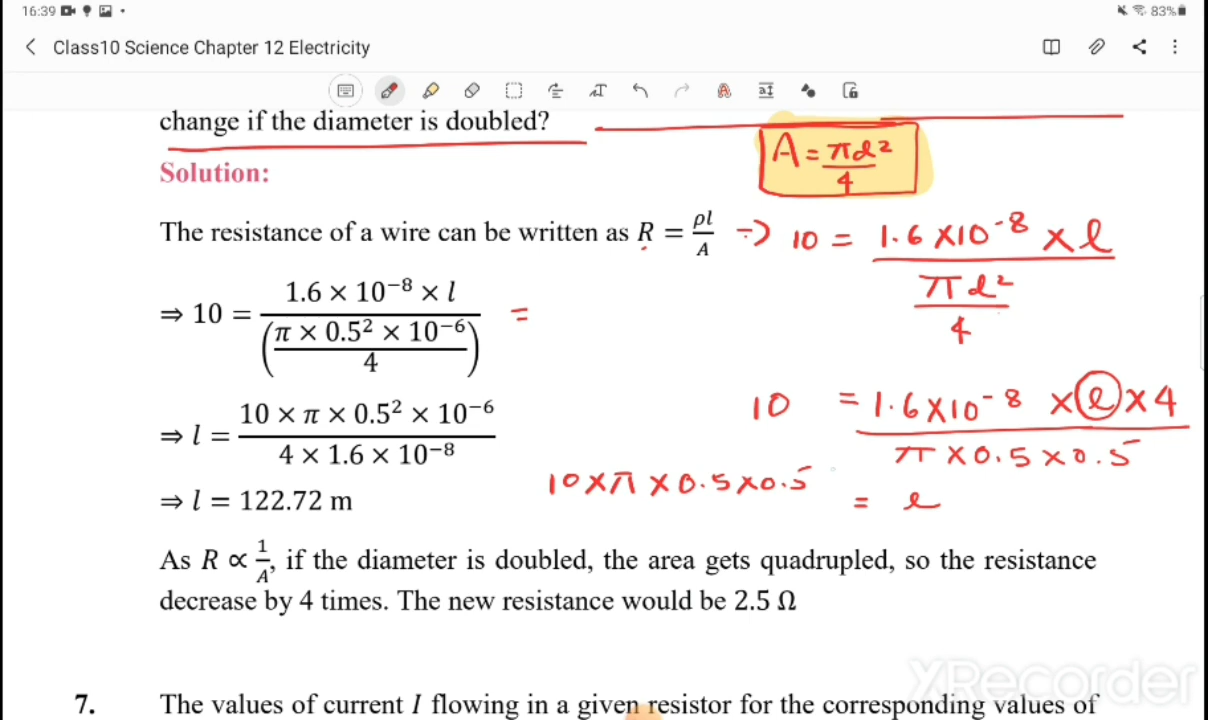 16:39 83%
Class10 Science Chapter 12 Electricity
change if the diameter is doubled?
A = πd²/4
Solution:
The resistance of a wire can be written as R = ρl/A ⇒ 10 = 1.6 × 10⁻⁸ × l / (πd²/4)
⇒ 10 = 1.6 × 10⁻⁸ × l / (π × 0.5² × 10⁻⁶ / 4) =
10 = 1.6 × 10⁻⁸ × l × 4 / π × 0.5 × 0.5
⇒ l = 10 × π × 0.5² × 10⁻⁶ / 4 × 1.6 × 10⁻⁸
10 × π × 0.5 × 0.5 = l
⇒ l = 122.72 m
As R ∝ 1/A, if the diameter is doubled, the area gets quadrupled, so the resistance
decrease by 4 times. The new resistance would be 2.5 Ω
XRecorder
7. The values of current I flowing in a given resistor for the corresponding values of